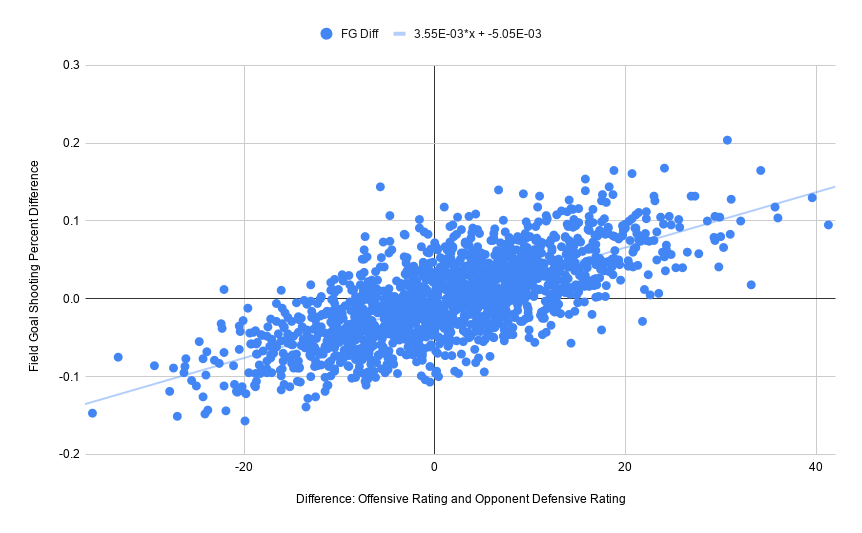 FG Diff 3.55E-03*x + -5.05E-03
0.3
0.2
0.1
0.0
-0.1
-0.2
Field Goal Shooting Percent Difference
-20 0 20 40
Difference: Offensive Rating and Opponent Defensive Rating